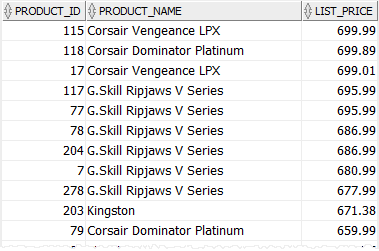 PRODUCT_ID PRODUCT_NAME LIST_PRICE
115 Corsair Vengeance LPX 699.99
118 Corsair Dominator Platinum 699.89
17 Corsair Vengeance LPX 699.01
117 G.Skill Ripjaws V Series 695.99
77 G.Skill Ripjaws V Series 695.99
78 G.Skill Ripjaws V Series 686.99
204 G.Skill Ripjaws V Series 686.99
7 G.Skill Ripjaws V Series 680.99
278 G.Skill Ripjaws V Series 677.99
203 Kingston 671.38
79 Corsair Dominator Platinum 659.99